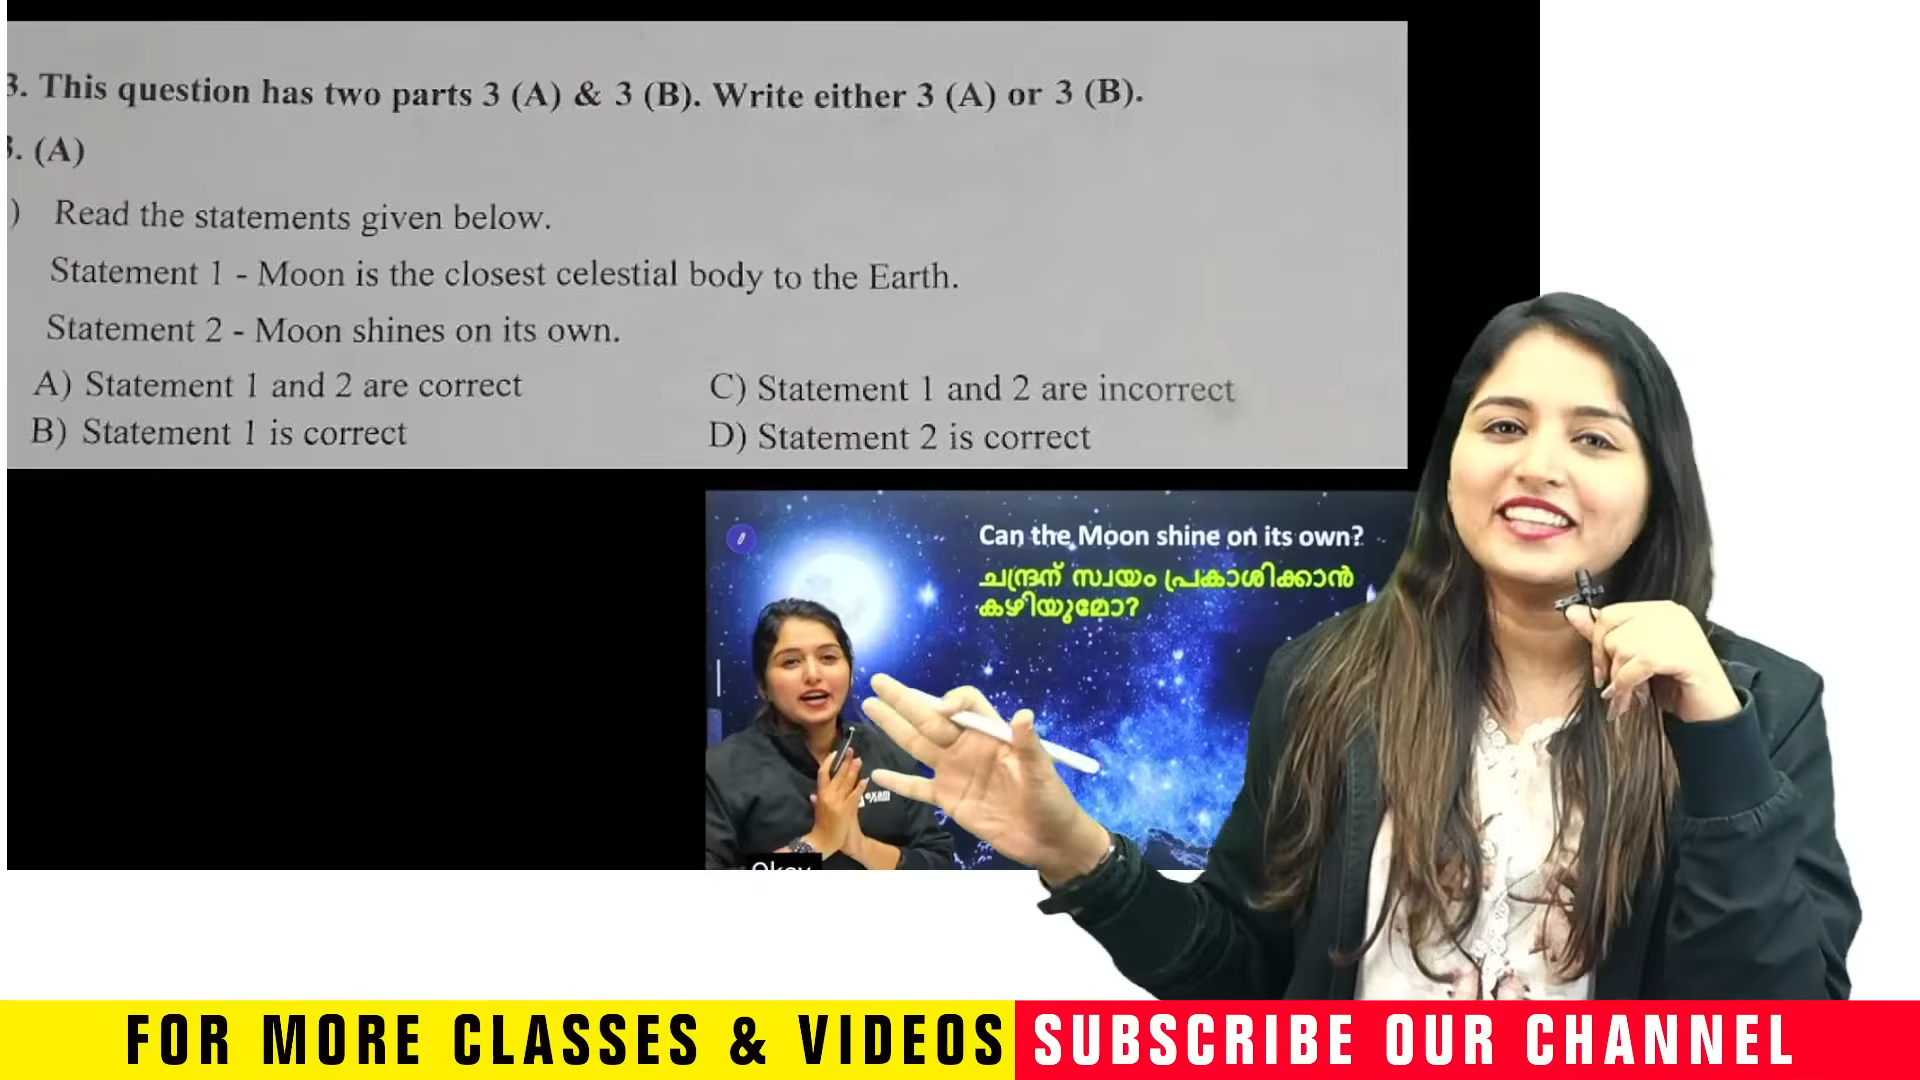 3. This question has two parts 3 (A) & 3 (B). Write either 3 (A) or 3 (B).
3. (A)
) Read the statements given below.
Statement 1 - Moon is the closest celestial body to the Earth.
Statement 2 - Moon shines on its own.
A) Statement 1 and 2 are correct
C) Statement 1 and 2 are incorrect
B) Statement 1 is correct
D) Statement 2 is correct
Can the Moon shine on its own?
ചന്ദ്രന് സ്വയം പ്രകാശിക്കാൻ
കഴിയുമോ?
exam
Okay
FOR MORE CLASSES & VIDEOS SUBSCRIBE OUR CHANNEL